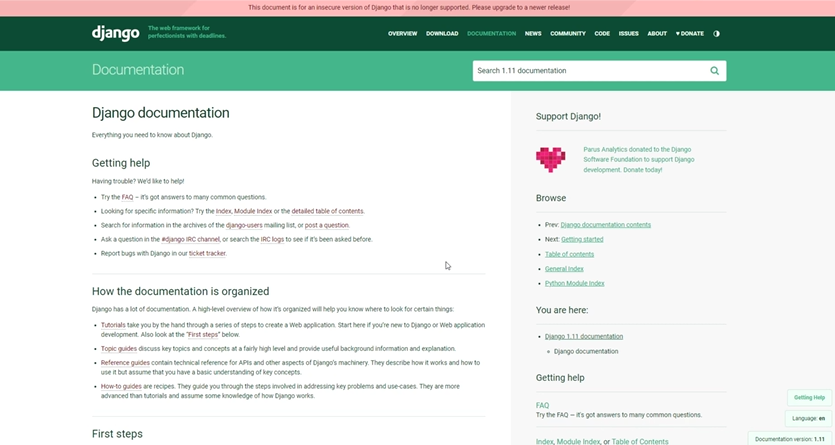 This document is for an insecure version of Django that is no longer supported. Please upgrade to a newer release!
django
The web framework for
perfectionists with deadlines.
OVERVIEW DOWNLOAD DOCUMENTATION NEWS COMMUNITY CODE ISSUES ABOUT ♥ DONATE
Documentation
Search 1.11 documentation
Django documentation
Everything you need to know about Django.
Getting help
Having trouble? We'd like to help!
• Try the FAQ – it's got answers to many common questions.
• Looking for specific information? Try the Index, Module Index or the detailed table of contents.
• Search for information in the archives of the django-users mailing list, or post a question.
• Ask a question in the #django IRC channel, or search the IRC logs to see if it's been asked before.
• Report bugs with Django in our ticket tracker.
How the documentation is organized
Django has a lot of documentation. A high-level overview of how it's organized will help you know where to look for certain things:
• Tutorials take you by the hand through a series of steps to create a Web application. Start here if you're new to Django or Web application
development. Also look at the "First steps" below.
• Topic guides discuss key topics and concepts at a fairly high level and provide useful background information and explanation.
• Reference guides contain technical reference for APIs and other aspects of Django's machinery. They describe how it works and how to
use it but assume that you have a basic understanding of key concepts.
• How-to guides are recipes. They guide you through the steps involved in addressing key problems and use-cases. They are more
advanced than tutorials and assume some knowledge of how Django works.
First steps
Support Django!
Parus Analytics donated to the Django
Software Foundation to support Django
development. Donate today!
Browse
• Prev: Django documentation contents
• Next: Getting started
• Table of contents
• General Index
• Python Module Index
You are here:
• Django 1.11 documentation
Django documentation
Getting help
FAQ
Try the FAQ — it's got answers to many common questions.
Index, Module Index, or Table of Contents
Getting Help
Language: en
Documentation version: 1.11